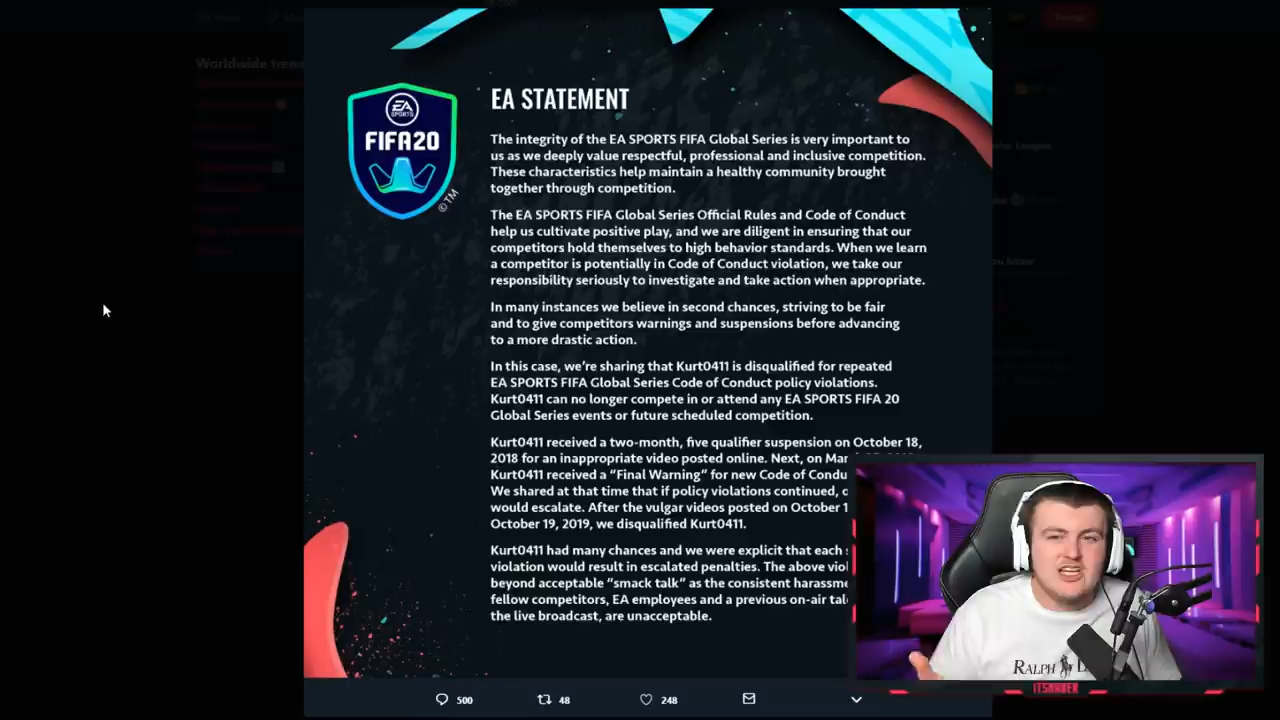 Worldwide tren
EA
SPORTS
FIFA20
©TM
EA STATEMENT
The integrity of the EA SPORTS FIFA Global Series is very important to
us as we deeply value respectful, professional and inclusive competition.
These characteristics help maintain a healthy community brought
together through competition.
The EA SPORTS FIFA Global Series Official Rules and Code of Conduct
help us cultivate positive play, and we are diligent in ensuring that our
competitors hold themselves to high behavior standards. When we learn
a competitor is potentially in Code of Conduct violation, we take our
responsibility seriously to investigate and take action when appropriate.
In many instances we believe in second chances, striving to be fair
and to give competitors warnings and suspensions before advancing
to a more drastic action.
In this case, we're sharing that Kurt0411 is disqualified for repeated
EA SPORTS FIFA Global Series Code of Conduct policy violations.
Kurt0411 can no longer compete in or attend any EA SPORTS FIFA 20
Global Series events or future scheduled competition.
Kurt0411 received a two-month, five qualifier suspension on October 18,
2018 for an inappropriate video posted online. Next, on Mar
Kurt0411 received a “Final Warning” for new Code of Condu
We shared at that time that if policy violations continued, o
would escalate. After the vulgar videos posted on October 1
October 19, 2019, we disqualified Kurt0411.
Kurt0411 had many chances and we were explicit that each s
violation would result in escalated penalties. The above viol
beyond acceptable “smack talk” as the consistent harassme
fellow competitors, EA employees and a previous on-air tal
the live broadcast, are unacceptable.
500 48 248
RALPH L